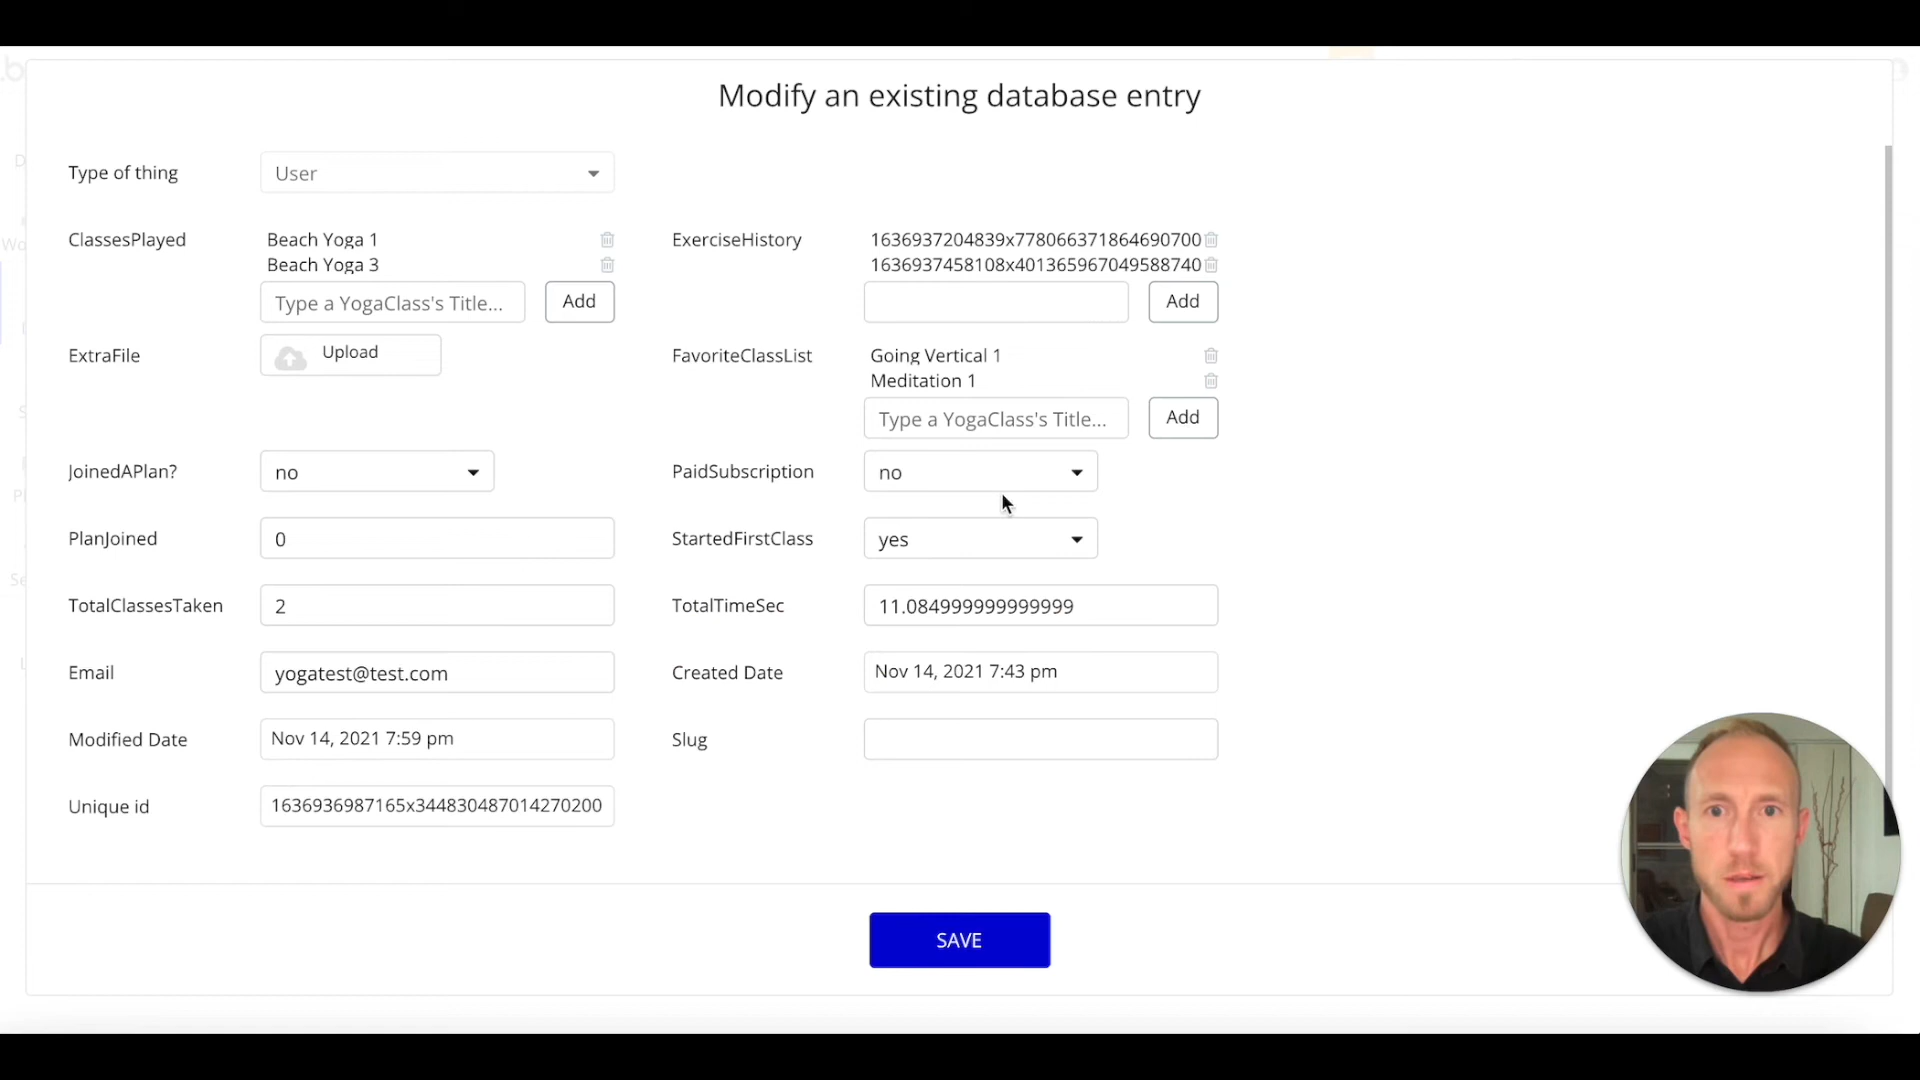 Modify an existing database entry
Type of thing
User
ClassesPlayed
Beach Yoga 1
Beach Yoga 3
Type a YogaClass's Title...
Add
ExerciseHistory
1636937204839x778066371864690700
1636937458108x401365967049588740
Add
ExtraFile
Upload
FavoriteClassList
Going Vertical 1
Meditation 1
Type a YogaClass's Title...
Add
JoinedAPlan?
no
PaidSubscription
no
PlanJoined
0
StartedFirstClass
yes
TotalClassesTaken
2
TotalTimeSec
11.084999999999999
Email
yogatest@test.com
Created Date
Nov 14, 2021 7:43 pm
Modified Date
Nov 14, 2021 7:59 pm
Slug
Unique id
1636936987165x344830487014270200
SAVE